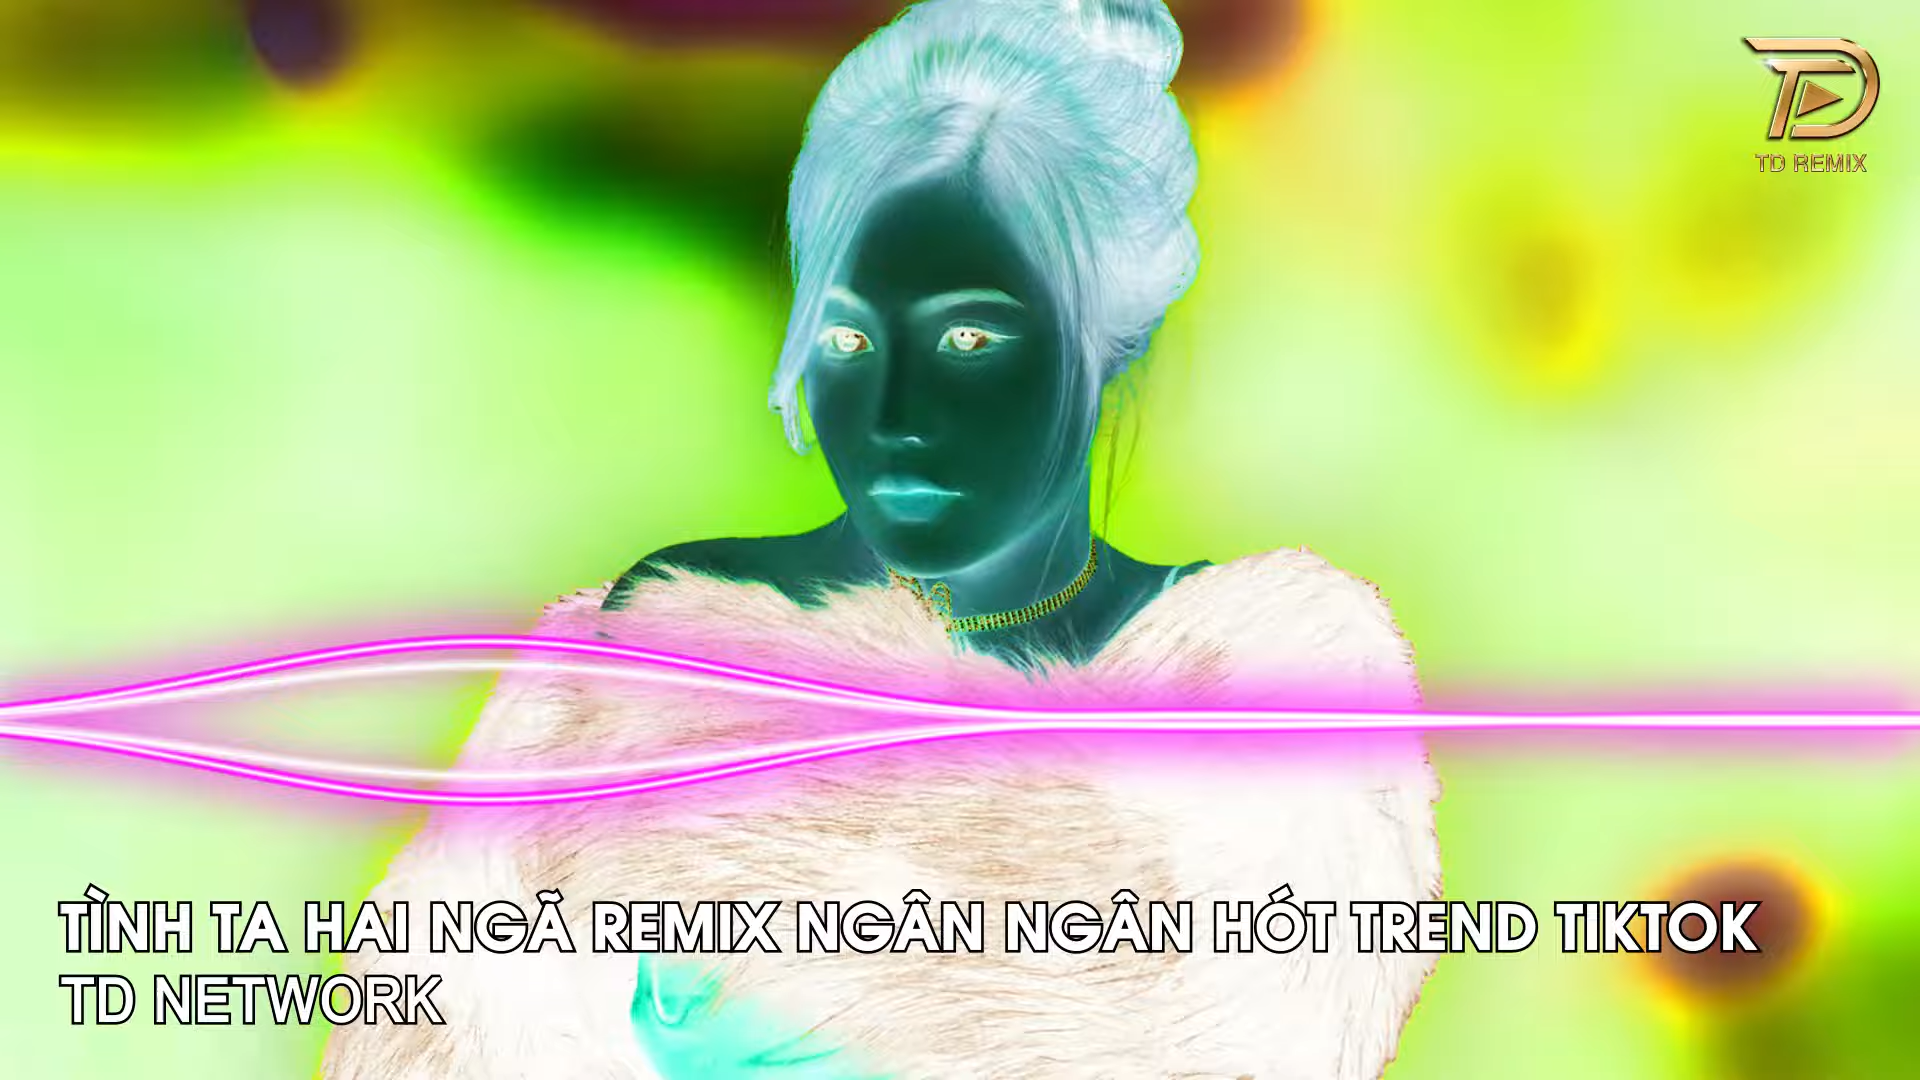 TD REMIX
TÌNH TA HAI NGÃ REMIX NGÂN NGÂN HÓT TREND TIKTOK
TD NETWORK